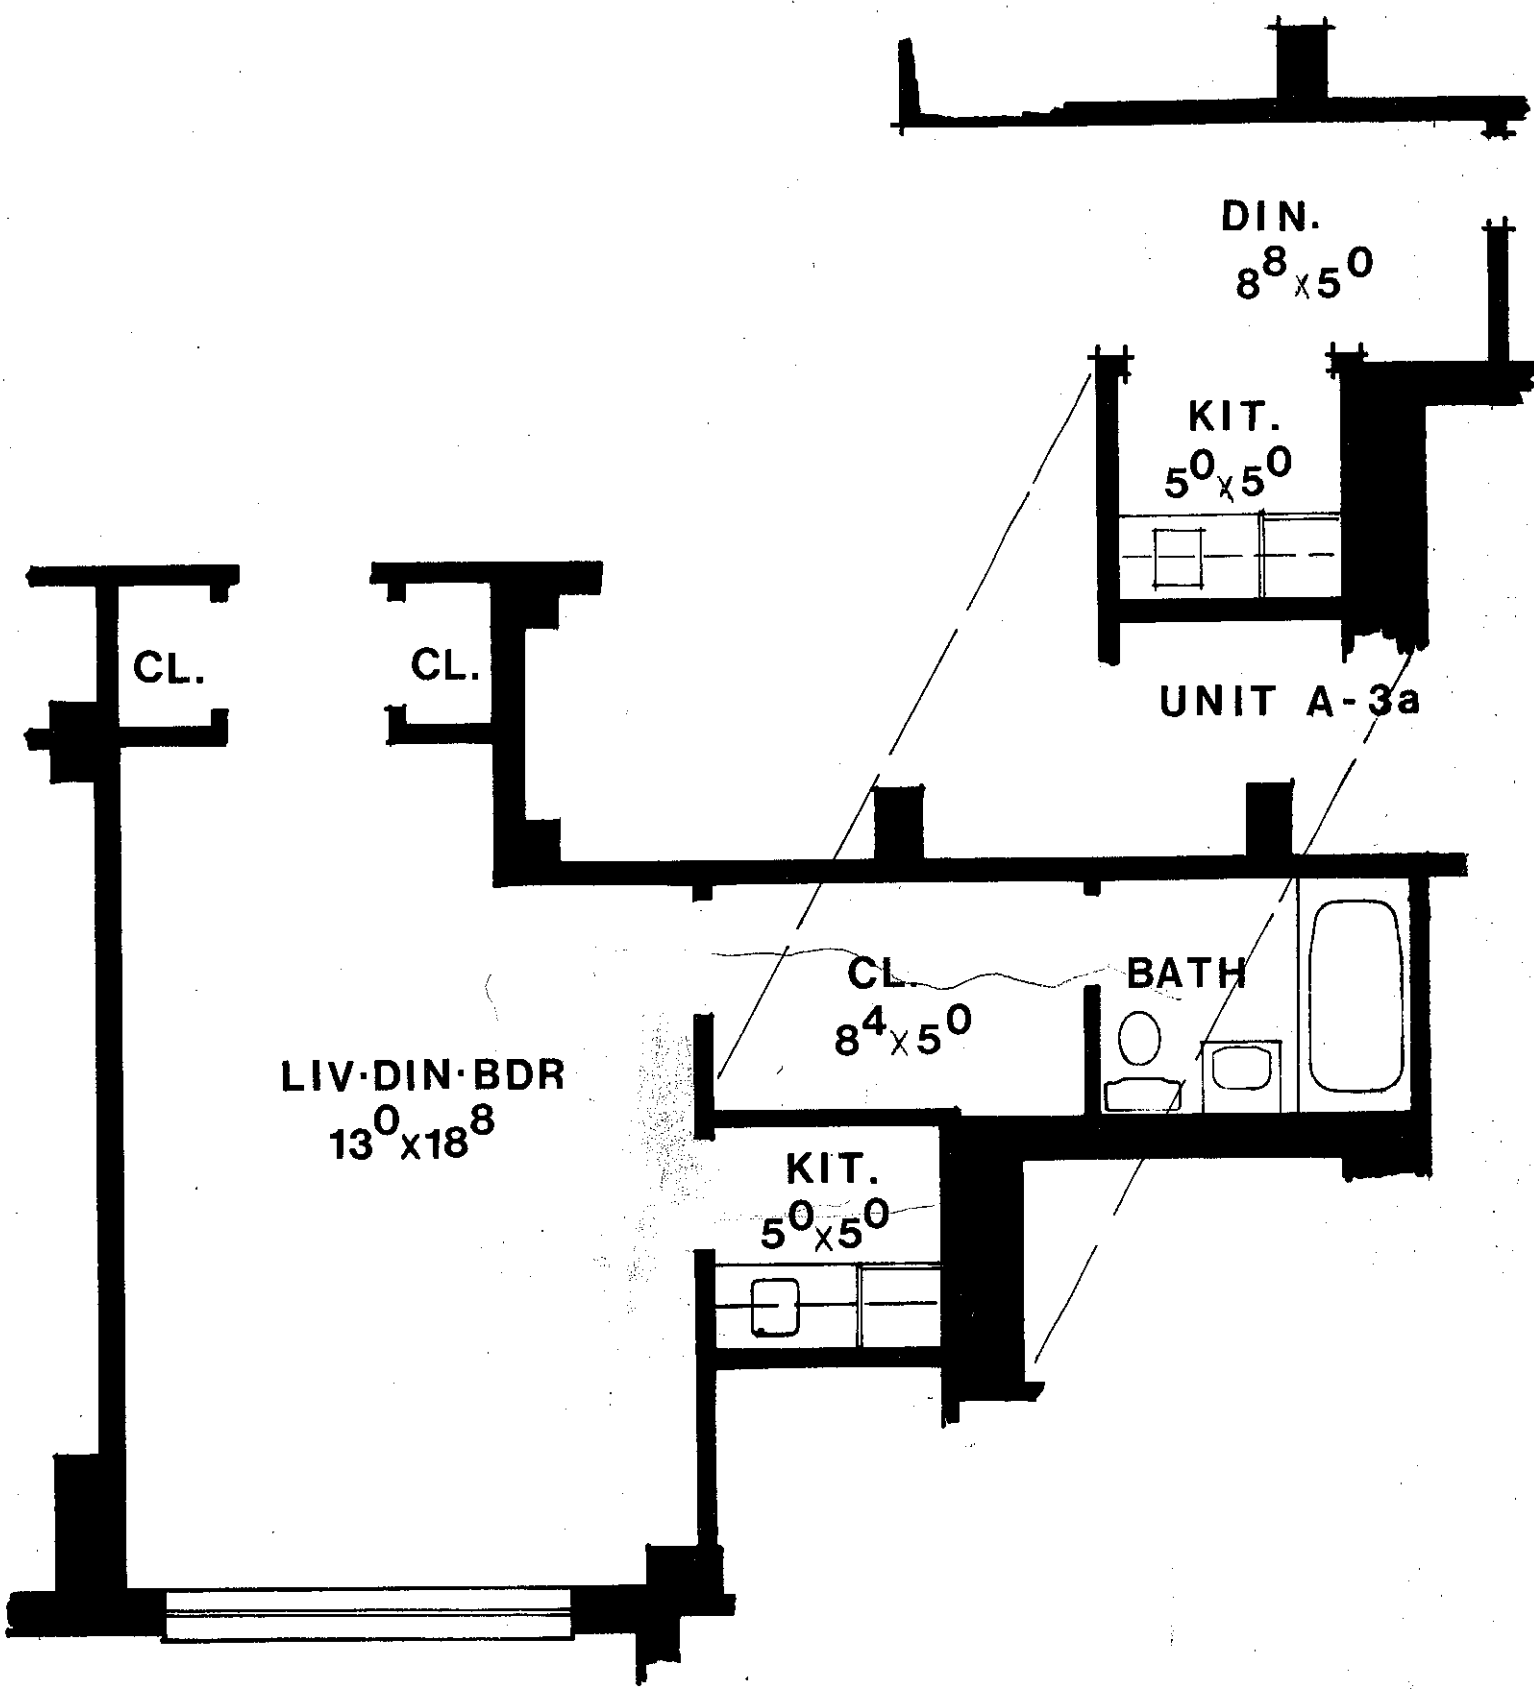 DIN.
8⁸x5⁰
KIT.
5⁰x5⁰
CL.
CL.
UNIT A-3a
CL.
8⁴x5⁰
BATH
LIV·DIN·BDR
13⁰x18⁸
KIT.
5⁰x5⁰